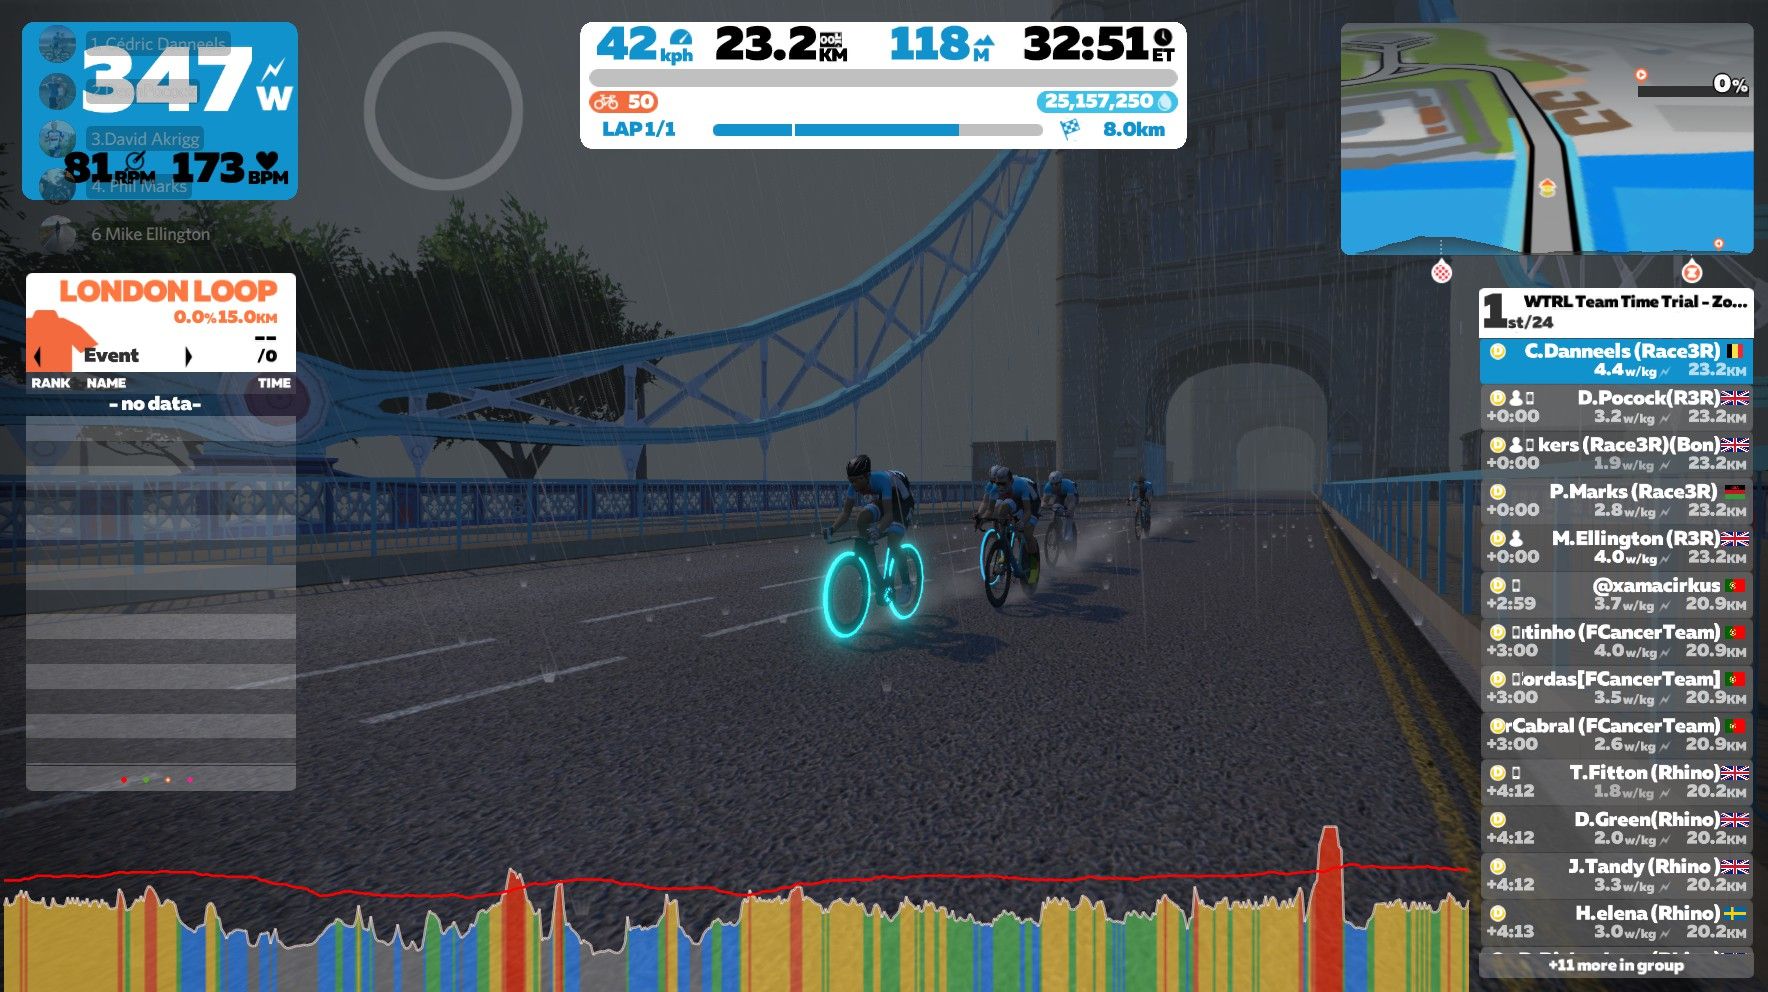 1.Cédric Danneels
347 W
3.David Akrigg
81 RPM 173 BPM
4. Phil Marks
6 Mike Ellington
42 kph 23.2 KM 118 M 32:51 ET
50 25,157,250
LAP 1/1 8.0km
0%
LONDON LOOP
0.0% 15.0KM
--
Event /0
RANK NAME TIME
- no data-
1st/24 WTRL Team Time Trial - Zo...
C.Danneels (Race3R)
4.4w/kg 23.2KM
D.Pocock(R3R)
+0:00 3.2w/kg 23.2KM
kers (Race3R)(Bon)
+0:00 1.9w/kg 23.2KM
P.Marks (Race3R)
+0:00 2.8w/kg 23.2KM
M.Ellington (R3R)
+0:00 4.0w/kg 23.2KM
@xamacirkus
+2:59 3.7w/kg 20.9KM
tinho (FCancerTeam)
+3:00 4.0w/kg 20.9KM
ordas[FCancerTeam]
+3:00 3.5w/kg 20.9KM
rCabral (FCancerTeam)
+3:00 2.6w/kg 20.9KM
T.Fitton (Rhino)
+4:12 1.8w/kg 20.2KM
D.Green(Rhino)
+4:12 2.0w/kg 20.2KM
J.Tandy (Rhino )
+4:12 3.3w/kg 20.2KM
H.elena (Rhino)
+4:13 3.0w/kg 20.2KM
+11 more in group